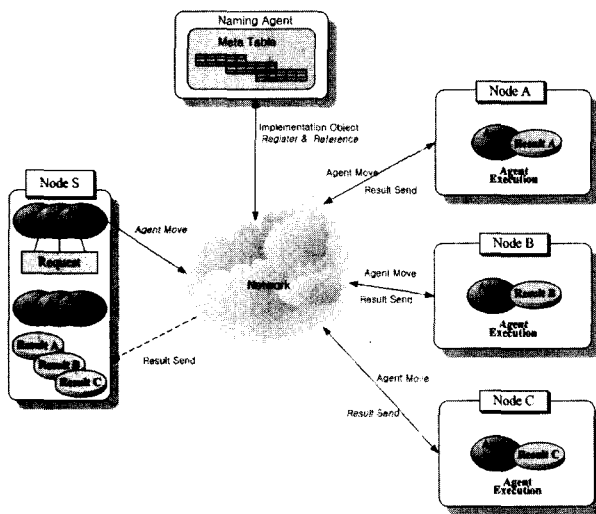 Naming Agent
Meta Table
Implementation Object
Register & Reference
Node S
Request
Result A
Result B
Result C
Agent Move
Result Send
Network
Agent Move
Result Send
Node A
Result A
Agent
Execution
Agent Move
Result Send
Node B
Result B
Agent
Execution
Agent Move
Result Send
Node C
Result C
Agent
Execution